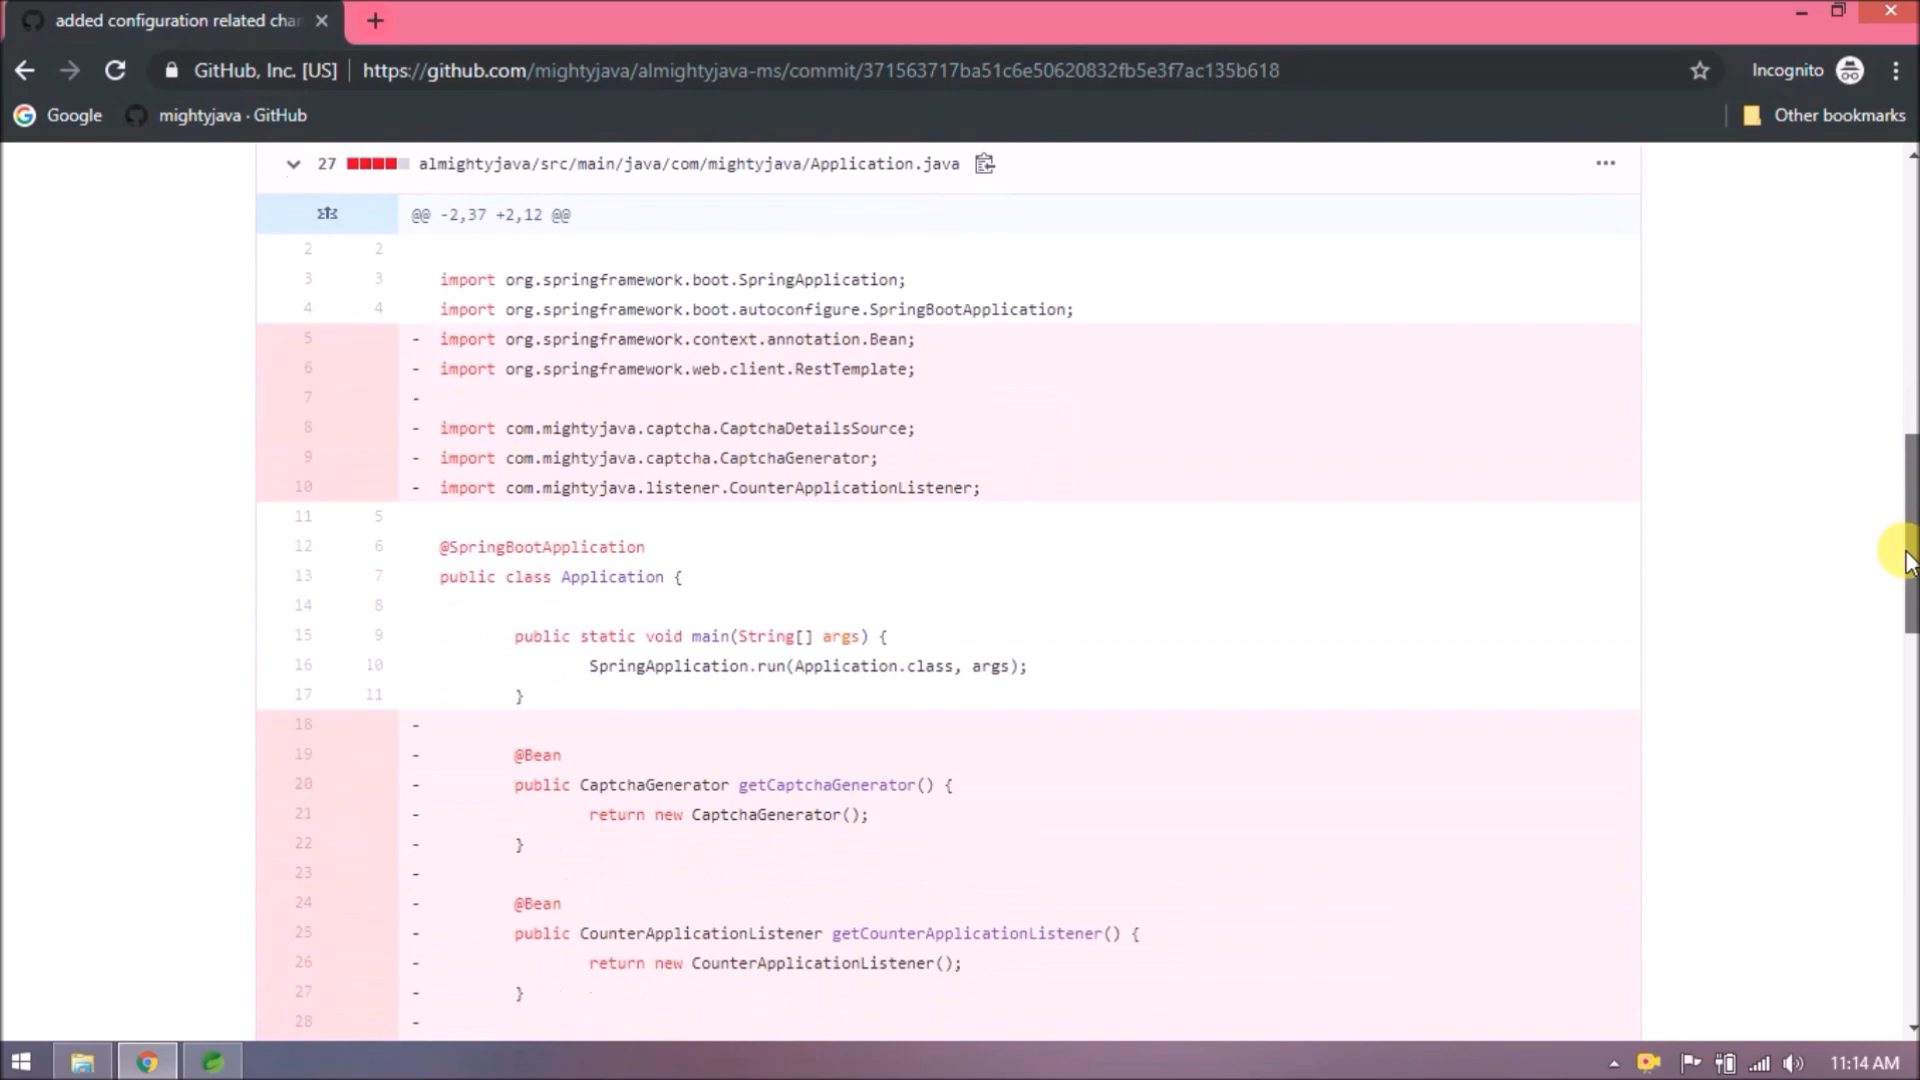 added configuration related cha
GitHub, Inc. [US] https://github.com/mightyjava/almightyjava-ms/commit/371563717ba51c6e50620832fb5e3f7ac135b618 Incognito
Google mightyjava · GitHub Other bookmarks
27 almightyjava/src/main/java/com/mightyjava/Application.java
@@ -2,37 +2,12 @@
2 2
3 3 import org.springframework.boot.SpringApplication;
4 4 import org.springframework.boot.autoconfigure.SpringBootApplication;
5 - import org.springframework.context.annotation.Bean;
6 - import org.springframework.web.client.RestTemplate;
7 -
8 - import com.mightyjava.captcha.CaptchaDetailsSource;
9 - import com.mightyjava.captcha.CaptchaGenerator;
10 - import com.mightyjava.listener.CounterApplicationListener;
11 5
12 6 @SpringBootApplication
13 7 public class Application {
14 8
15 9 public static void main(String[] args) {
16 10 SpringApplication.run(Application.class, args);
17 11 }
18 -
19 - @Bean
20 - public CaptchaGenerator getCaptchaGenerator() {
21 - return new CaptchaGenerator();
22 - }
23 -
24 - @Bean
25 - public CounterApplicationListener getCounterApplicationListener() {
26 - return new CounterApplicationListener();
27 - }
28 -
11:14 AM